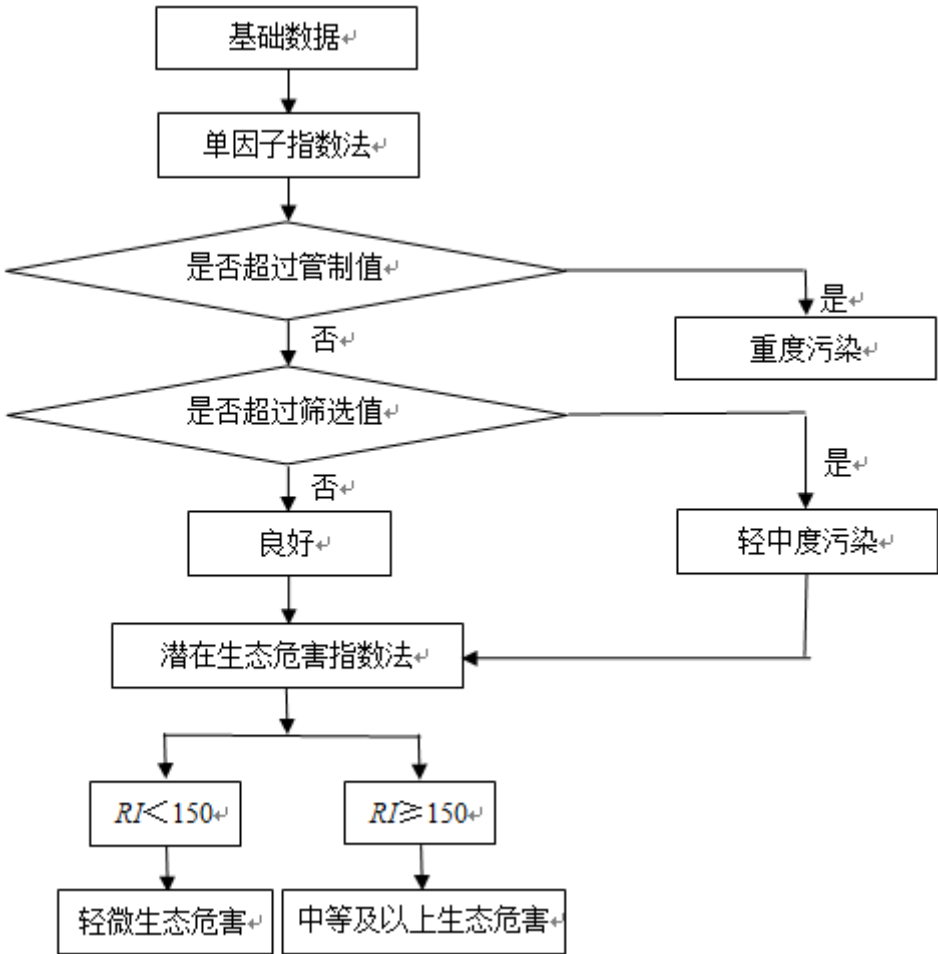 基础数据
单因子指数法
是否超过管制值
是
否
重度污染
是否超过筛选值
是
否
良好
轻中度污染
潜在生态危害指数法
RI＜150
RI≥150
轻微生态危害
中等及以上生态危害